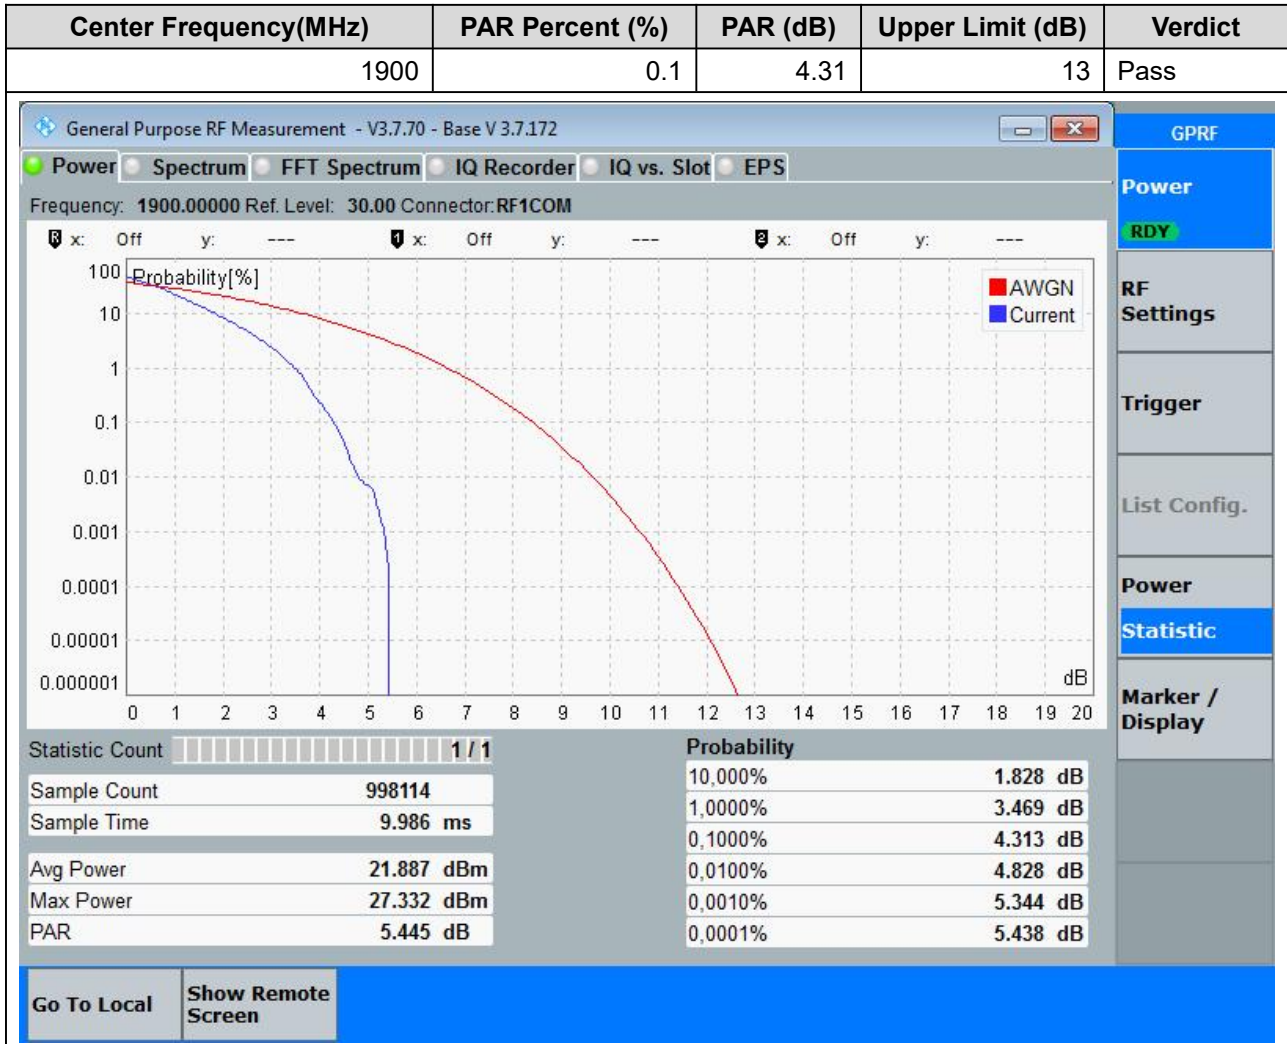 Center Frequency(MHz) PAR Percent (%) PAR (dB) Upper Limit (dB) Verdict
1900 0.1 4.31 13 Pass
General Purpose RF Measurement - V3.7.70 - Base V 3.7.172
GPRF
Power Spectrum FFT Spectrum IQ Recorder IQ vs. Slot EPS
Frequency: 1900.00000 Ref. Level: 30.00 Connector:RF1COM
R x: Off y: --- 1 x: Off y: --- 2 x: Off y: ---
Probability[%]
AWGN
Current
100
10
1
0.1
0.01
0.001
0.0001
0.00001
0.000001
dB
0 1 2 3 4 5 6 7 8 9 10 11 12 13 14 15 16 17 18 19 20
Statistic Count 1 / 1
Sample Count 998114
Sample Time 9.986 ms
Avg Power 21.887 dBm
Max Power 27.332 dBm
PAR 5.445 dB
Probability
10,000% 1.828 dB
1,0000% 3.469 dB
0,1000% 4.313 dB
0,0100% 4.828 dB
0,0010% 5.344 dB
0,0001% 5.438 dB
Power
RDY
RF
Settings
Trigger
List Config.
Power
Statistic
Marker /
Display
Go To Local
Show Remote
Screen